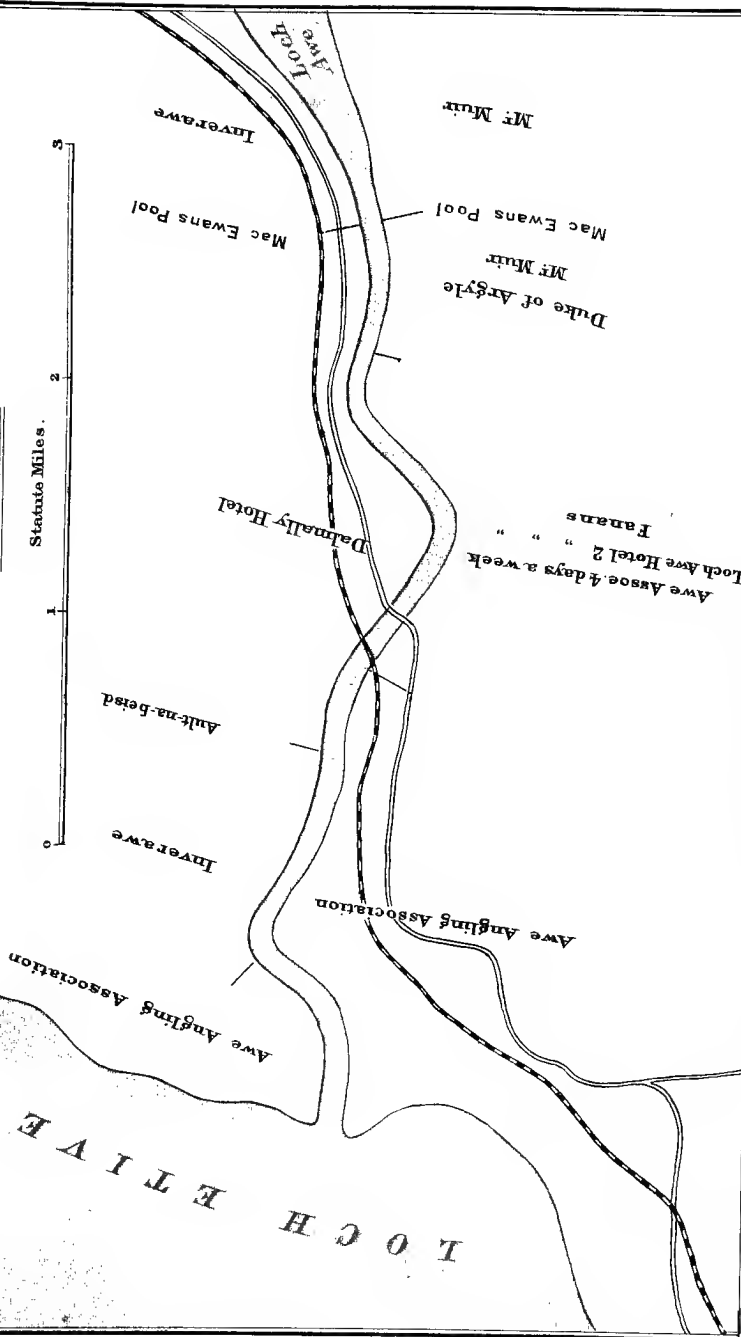 LOCH ETIVE
Awe Angling Association
Awe Angling Association
Inverawe
Ault-na-beisd
Awe Assoc. 4 days a week
Loch Awe Hotel 2 " " "
Fanans
Dalmally Hotel
Duke of Argyle
Mr. Muir
Mac Ewans Pool
Mac Ewans Pool
Inverawe
Mr. Muir
Loch
Awe
Statute Miles.
0 1 2 3